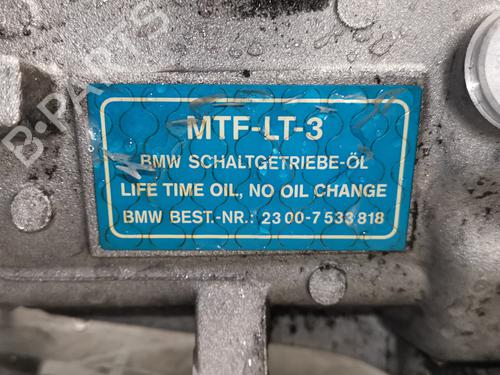 B-PARTS
MTF-LT-3
BMW SCHALTGETRIEBE-ÖL
LIFE TIME OIL, NO OIL CHANGE
BMW BEST.-NR.: 23 00-7 533 818